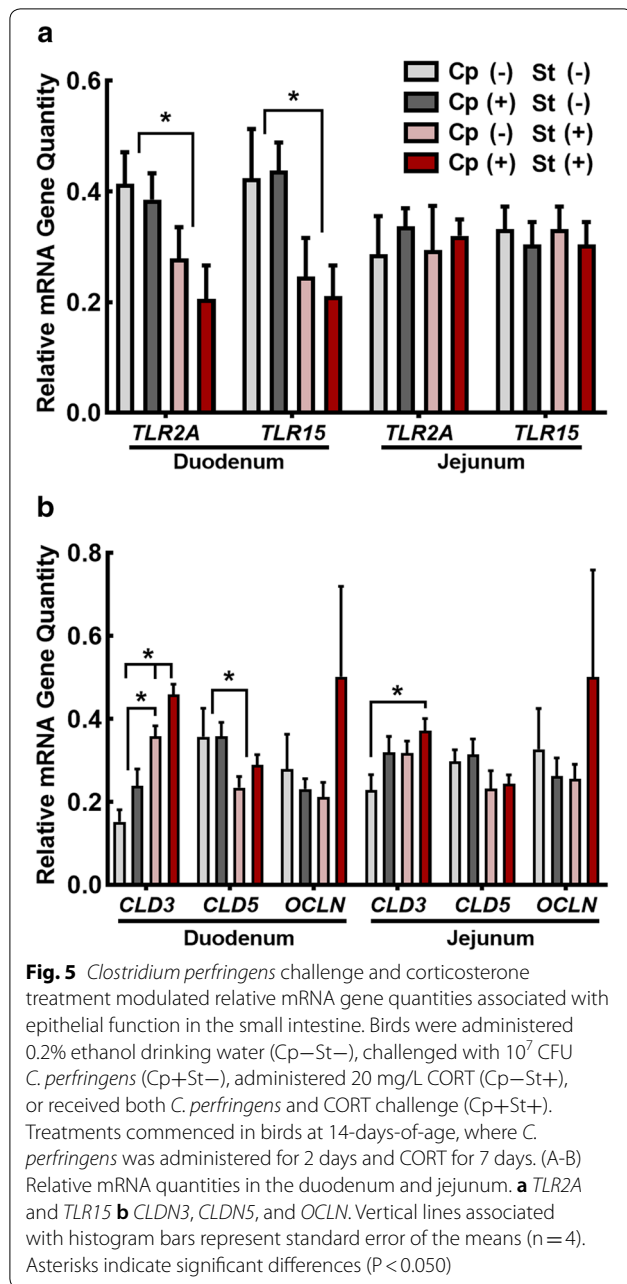 a
Cp (-) St (-)
Cp (+) St (-)
Cp (-) St (+)
Cp (+) St (+)
Relative mRNA Gene Quantity
0.6
0.4
0.2
0.0
* *
TLR2A TLR15 TLR2A TLR15
Duodenum Jejunum
b
Relative mRNA Gene Quantity
0.8
0.6
0.4
0.2
0.0
* * * *
CLD3 CLD5 OCLN CLD3 CLD5 OCLN
Duodenum Jejunum
Fig. 5 Clostridium perfringens challenge and corticosterone
treatment modulated relative mRNA gene quantities associated with
epithelial function in the small intestine. Birds were administered
0.2% ethanol drinking water (Cp−St−), challenged with 10⁷ CFU
C. perfringens (Cp+St−), administered 20 mg/L CORT (Cp−St+),
or received both C. perfringens and CORT challenge (Cp+St+).
Treatments commenced in birds at 14-days-of-age, where C.
perfringens was administered for 2 days and CORT for 7 days. (A-B)
Relative mRNA quantities in the duodenum and jejunum. a TLR2A
and TLR15 b CLDN3, CLDN5, and OCLN. Vertical lines associated
with histogram bars represent standard error of the means (n = 4).
Asterisks indicate significant differences (P < 0.050)